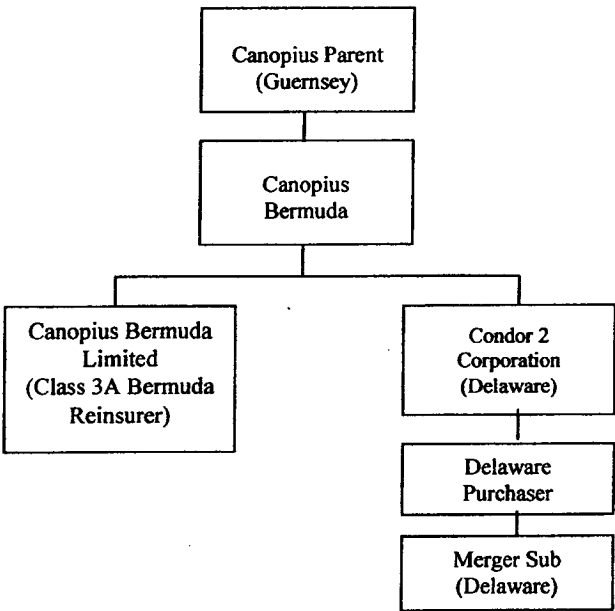 Canopius Parent
(Guernsey)
Canopius
Bermuda
Canopius Bermuda
Limited
(Class 3A Bermuda
Reinsurer)
Condor 2
Corporation
(Delaware)
Delaware
Purchaser
Merger Sub
(Delaware)